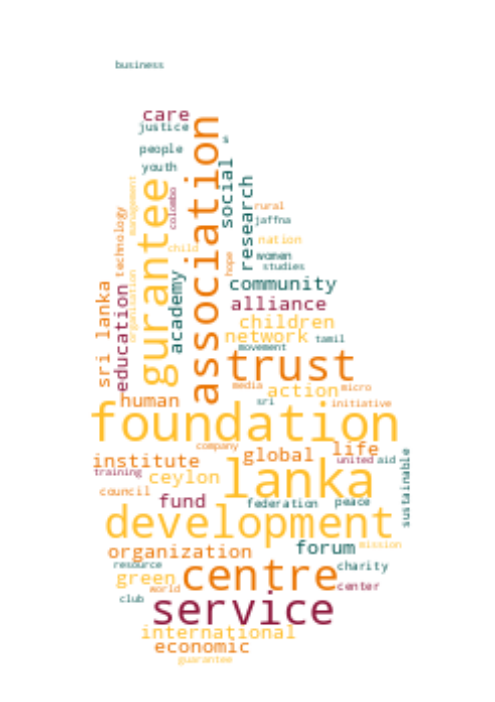 business
care
justice
people
youth
s
association
social
research
management
gurantee
colombo
rural
jaffna
technology
child
nation
women
studies
hope
organisation
academy
community
sri lanka
education
alliance
children
network
tamil
movement
trust
human
media
action
micro
sri
initiative
foundation
company
global
life
institute
united
aid
training
ceylon
lanka
sustainable
council
fund
federation
peace
development
organization
forum
mission
resource
charity
green
world
centre
center
club
service
international
economic
guarantee